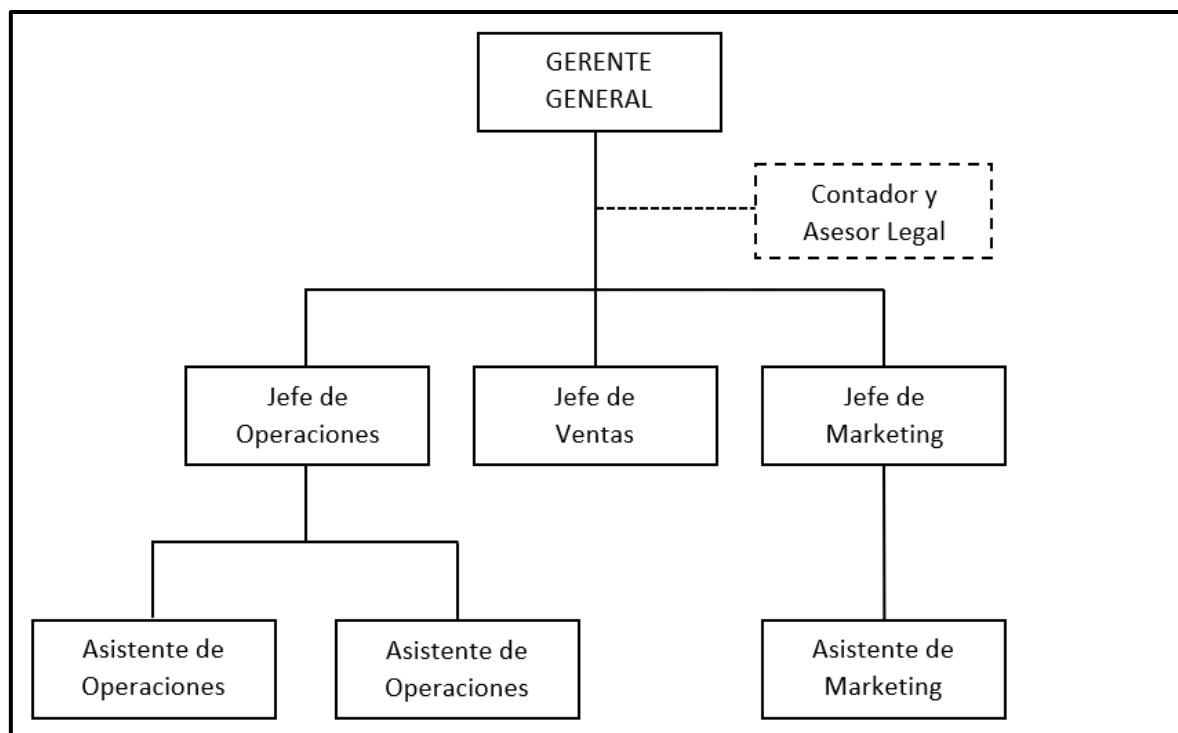 GERENTE
GENERAL
Contador y
Asesor Legal
Jefe de
Operaciones
Jefe de
Ventas
Jefe de
Marketing
Asistente de
Operaciones
Asistente de
Operaciones
Asistente de
Marketing